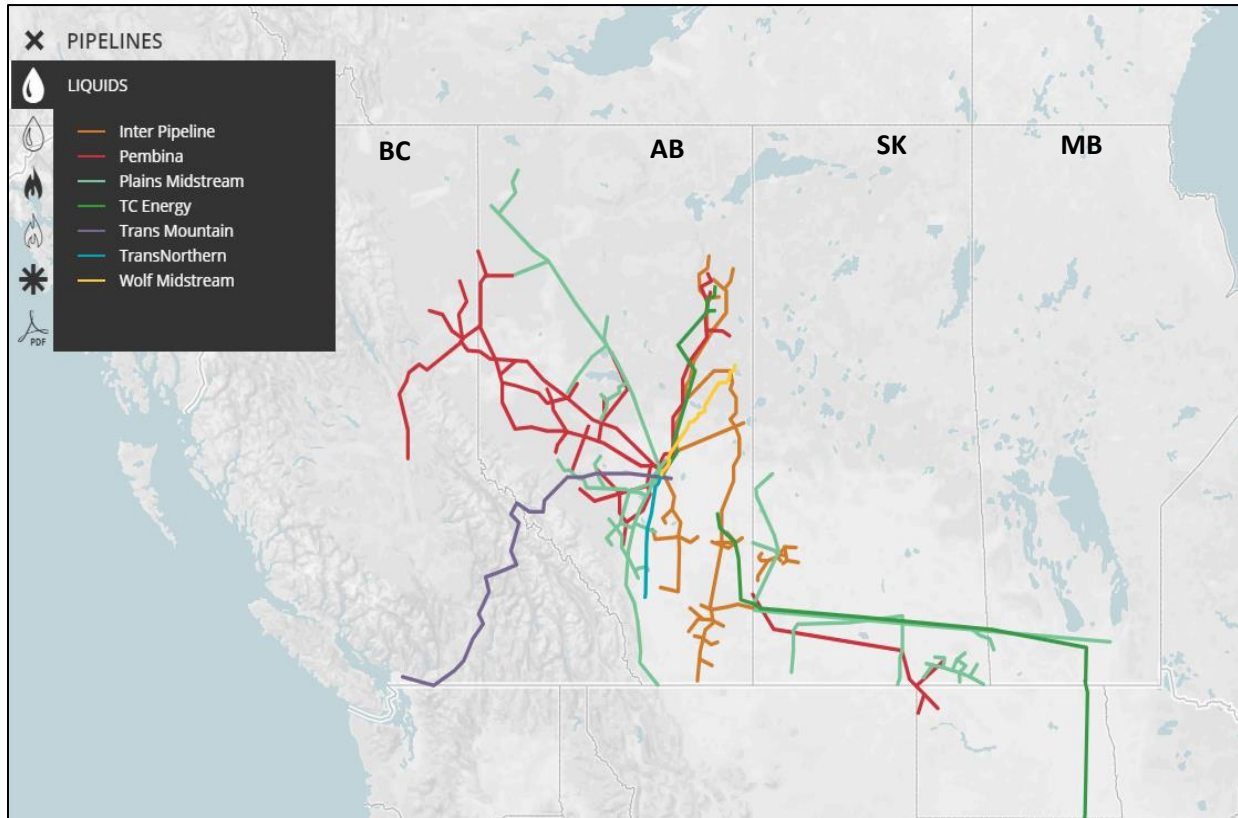 PIPELINES
LIQUIDS
Inter Pipeline
Pembina
Plains Midstream
TC Energy
Trans Mountain
TransNorthern
Wolf Midstream
PDF
BC
AB
SK
MB